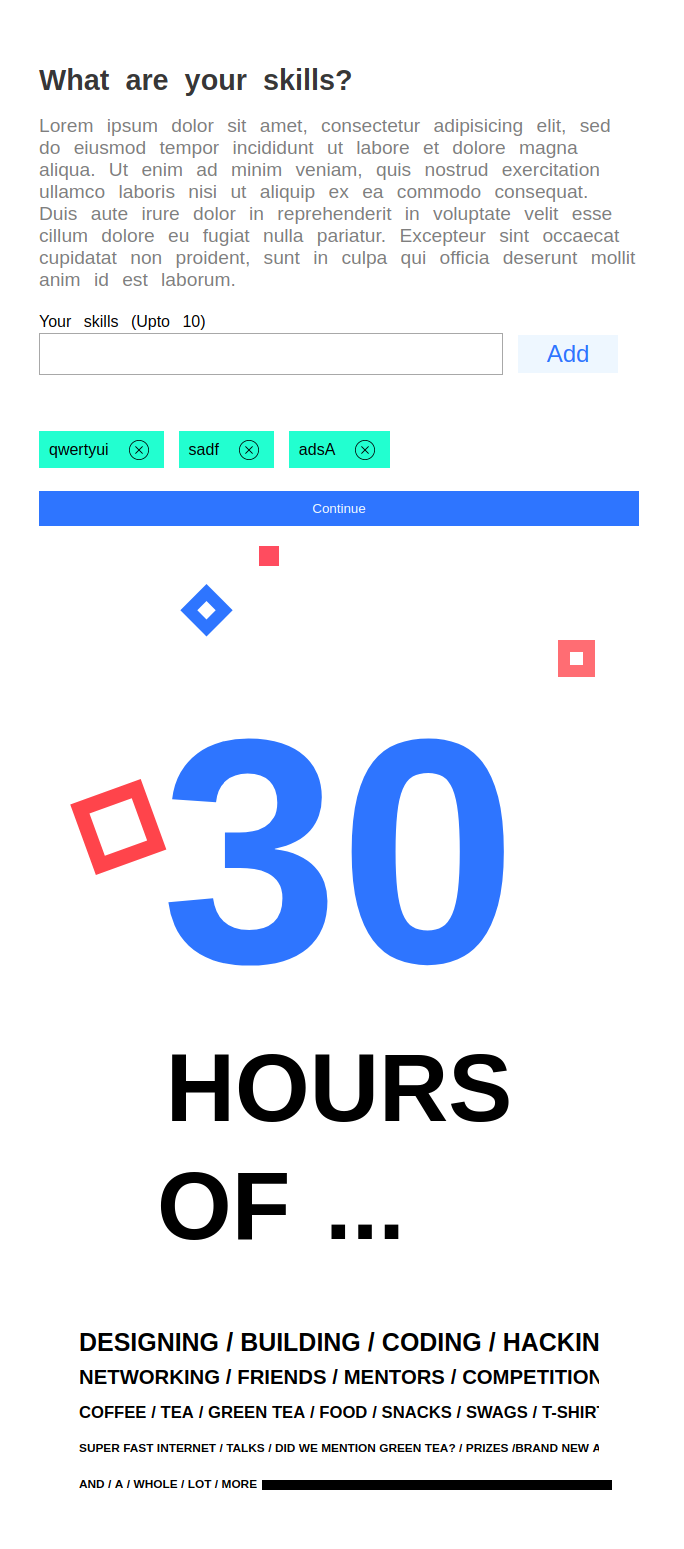 What are your skills?
Lorem ipsum dolor sit amet, consectetur adipisicing elit, sed
do eiusmod tempor incididunt ut labore et dolore magna
aliqua. Ut enim ad minim veniam, quis nostrud exercitation
ullamco laboris nisi ut aliquip ex ea commodo consequat.
Duis aute irure dolor in reprehenderit in voluptate velit esse
cillum dolore eu fugiat nulla pariatur. Excepteur sint occaecat
cupidatat non proident, sunt in culpa qui officia deserunt mollit
anim id est laborum.
Your skills (Upto 10)
Add
qwertyui sadf adsA
Continue
30
HOURS
OF ...
DESIGNING / BUILDING / CODING / HACKIN
NETWORKING / FRIENDS / MENTORS / COMPETITION
COFFEE / TEA / GREEN TEA / FOOD / SNACKS / SWAGS / T-SHIRT
SUPER FAST INTERNET / TALKS / DID WE MENTION GREEN TEA? / PRIZES /BRAND NEW A
AND / A / WHOLE / LOT / MORE